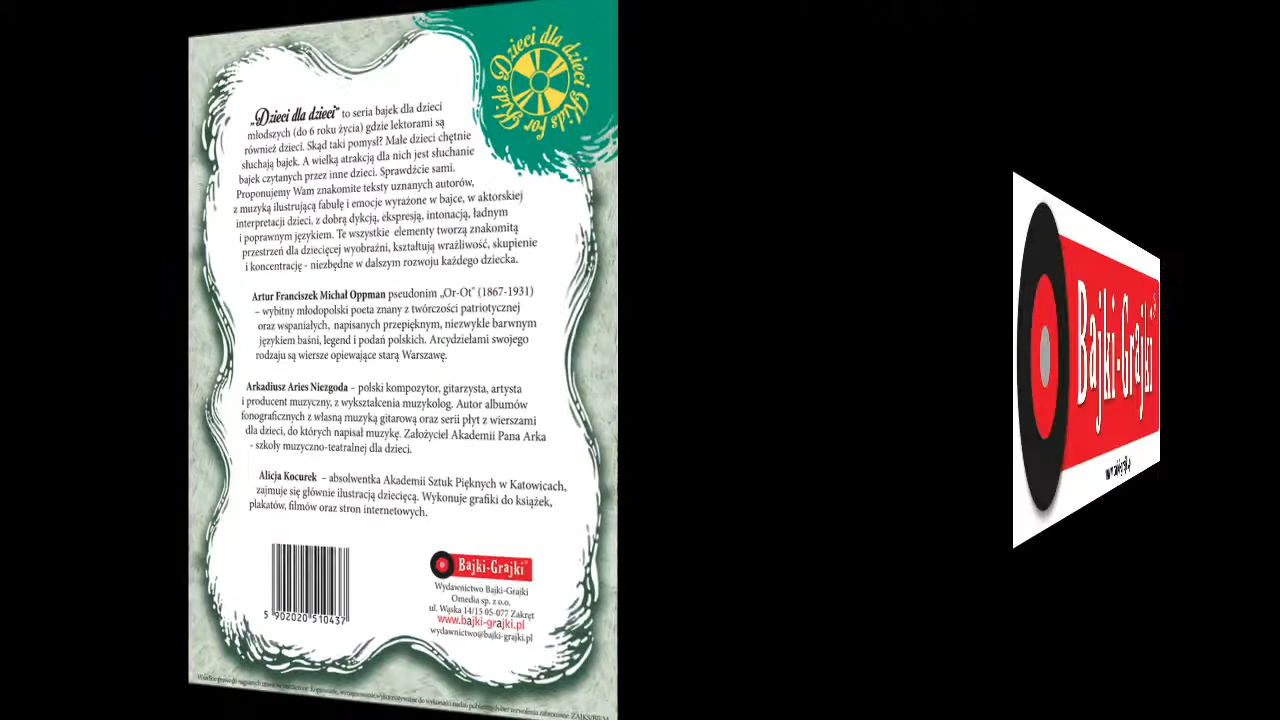 Dzieci dla dzieci Kids for Kids
„Dzieci dla dzieci” to seria bajek dla dzieci
młodszych (do 6 roku życia) gdzie lektorami są
również dzieci. Skąd taki pomysł? Małe dzieci chętnie
słuchają bajek. A wielką atrakcją dla nich jest słuchanie
bajek czytanych przez inne dzieci. Sprawdźcie sami.
Proponujemy Wam znakomite teksty uznanych autorów,
z muzyką ilustrującą fabułę i emocje wyrażone w bajce, w aktorskiej
interpretacji dzieci, z dobrą dykcją, ekspresją, intonacją, ładnym
i poprawnym językiem. Te wszystkie elementy tworzą znakomitą
przestrzeń dla dziecięcej wyobraźni, kształtują wrażliwość, skupienie
i koncentrację - niezbędne w dalszym rozwoju każdego dziecka.
Artur Franciszek Michał Oppman pseudonim „Or-Ot” (1867-1931)
– wybitny młodopolski poeta znany z twórczości patriotycznej
oraz wspaniałych, napisanych przepięknym, niezwykle barwnym
językiem baśni, legend i podań polskich. Arcydziełami swojego
rodzaju są wiersze opiewające starą Warszawę.
Arkadiusz Aries Niezgoda – polski kompozytor, gitarzysta, artysta
i producent muzyczny, z wykształcenia muzykolog. Autor albumów
fonograficznych z własną muzyką gitarową oraz serii płyt z wierszami
dla dzieci, do których napisał muzykę. Założyciel Akademii Pana Arka
- szkoły muzyczno-teatralnej dla dzieci.
Alicja Kocurek – absolwentka Akademii Sztuk Pięknych w Katowicach,
zajmuje się głównie ilustracją dziecięcą. Wykonuje grafiki do książek,
plakatów, filmów oraz stron internetowych.
5 902020 510437
Bajki-Grajki
Wydawnictwo Bajki-Grajki
Omedia sp. z o.o.
ul. Wąska 14/15 05-077 Zakręt
www.bajki-grajki.pl
wydawnictwo@bajki-grajki.pl
Bajki-Grajki
www.bajki-grajki.pl